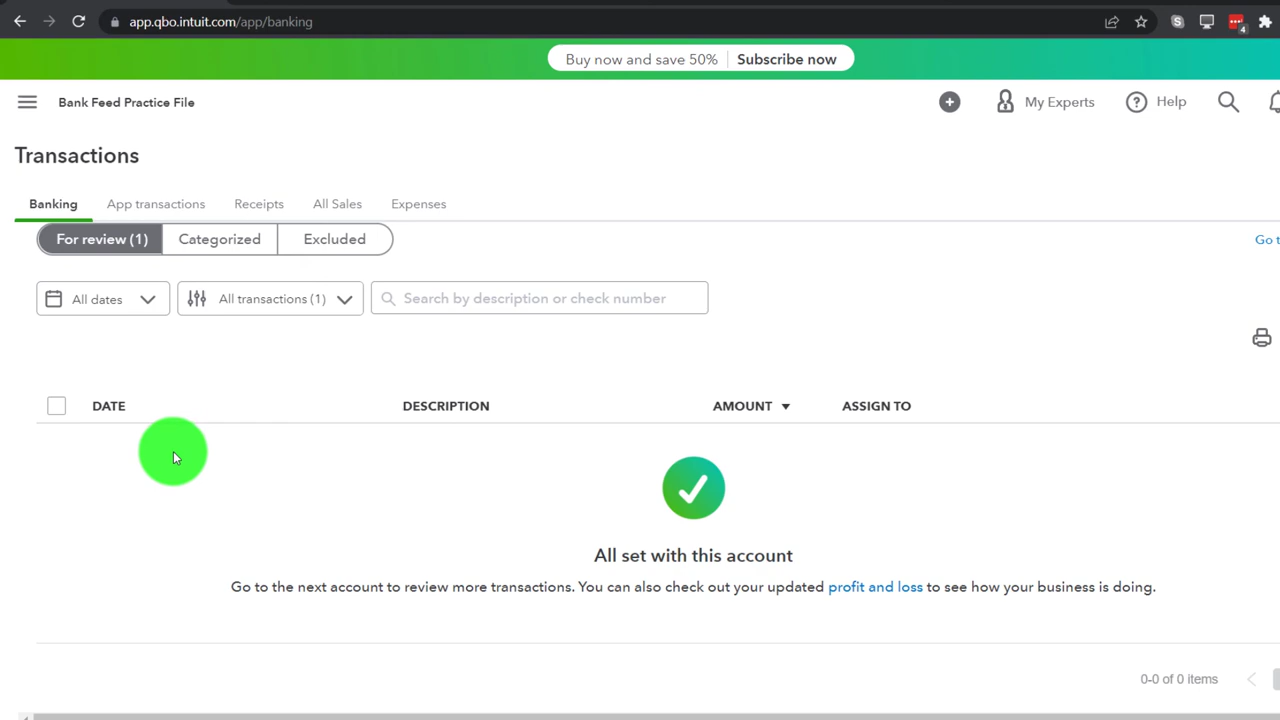 app.qbo.intuit.com/app/banking
4
Buy now and save 50% Subscribe now
Bank Feed Practice File My Experts Help
Transactions
Banking App transactions Receipts All Sales Expenses
For review (1) Categorized Excluded Go t
All dates All transactions (1) Search by description or check number
DATE DESCRIPTION AMOUNT ASSIGN TO
All set with this account
Go to the next account to review more transactions. You can also check out your updated profit and loss to see how your business is doing.
0-0 of 0 items